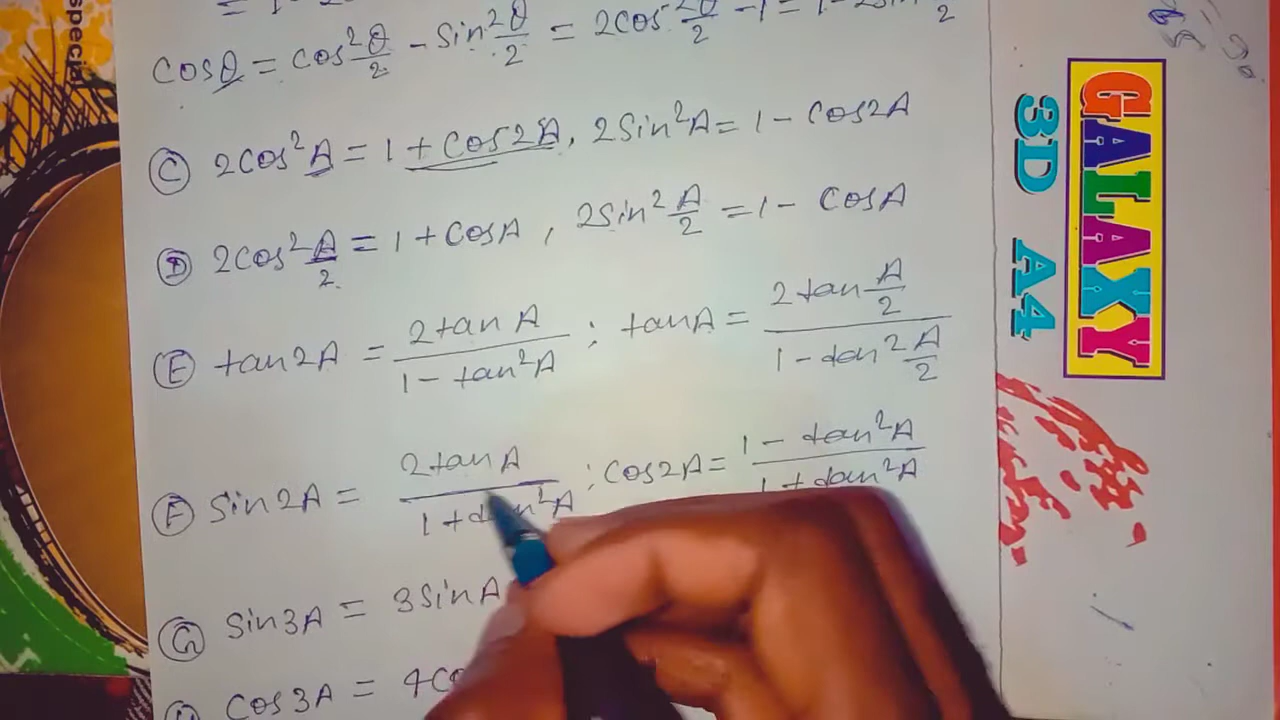 cosθ = cos²θ/2 - sin²θ/2 = 2cos²θ/2 - 1 = 1 - 2sin²θ/2
Ⓒ 2cos²A = 1 + cos2A, 2sin²A = 1 - cos2A
Ⓓ 2cos²A/2 = 1 + cosA, 2sin²A/2 = 1 - cosA
Ⓔ tan2A = 2tanA / 1 - tan²A ; tanA = 2tanA/2 / 1 - tan²A/2
Ⓕ sin2A = 2tanA / 1 + tan²A ; cos2A = 1 - tan²A / 1 + tan²A
Ⓖ sin3A = 3sinA
cos3A = 4co
special
GALAXY
3D A4